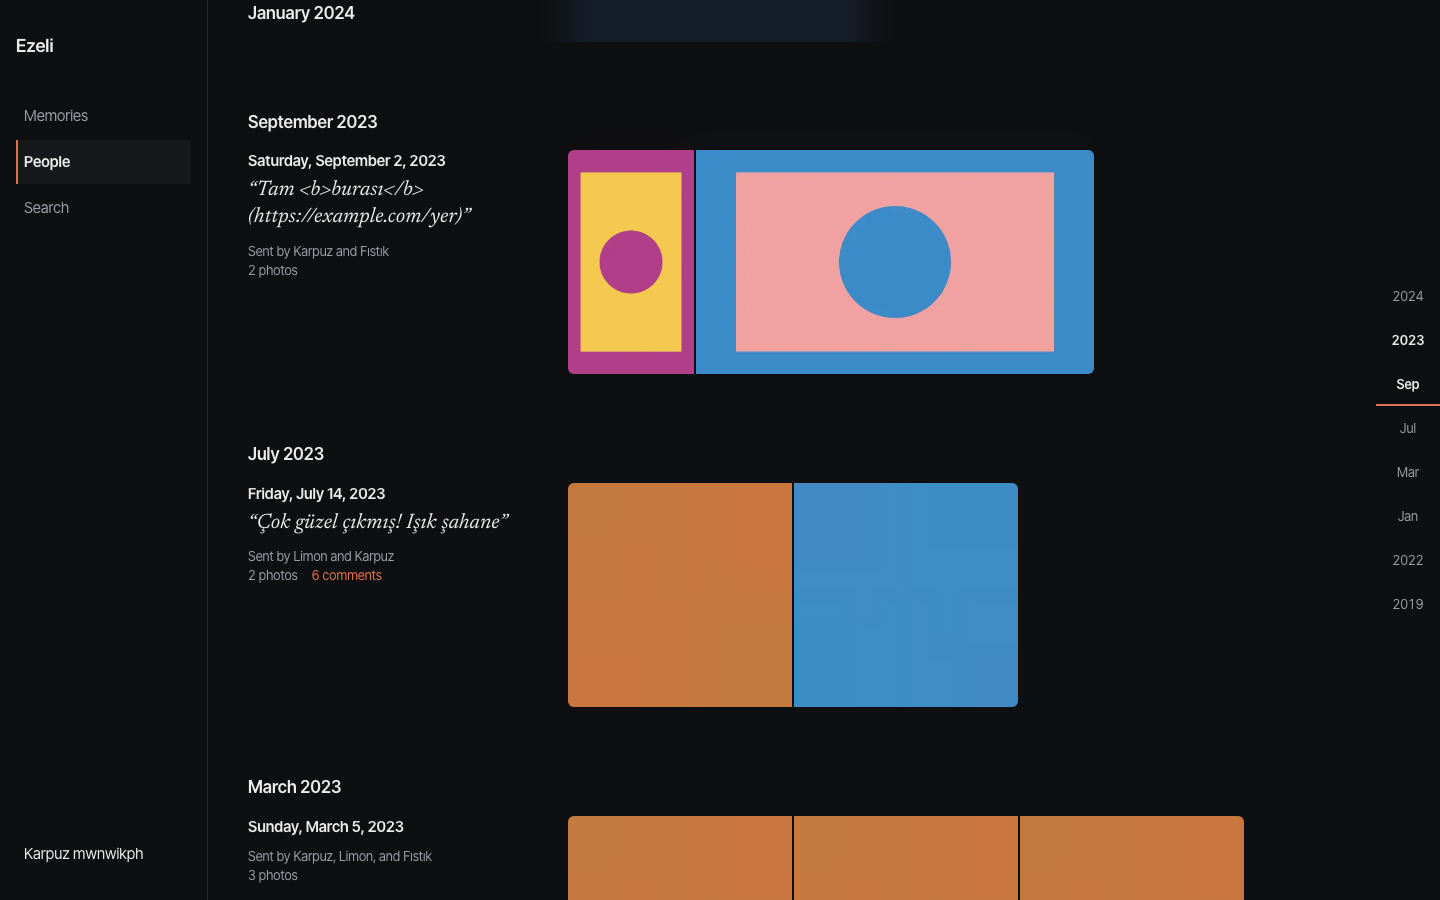 Ezeli
Memories
People
Search
Karpuz mwnwikph
January 2024
September 2023
Saturday, September 2, 2023
“Tam <b>burası</b>
(https://example.com/yer)”
Sent by Karpuz and Fıstık
2 photos
July 2023
Friday, July 14, 2023
“Çok güzel çıkmış! Işık şahane”
Sent by Limon and Karpuz
2 photos 6 comments
March 2023
Sunday, March 5, 2023
Sent by Karpuz, Limon, and Fıstık
3 photos
2024
2023
Sep
Jul
Mar
Jan
2022
2019